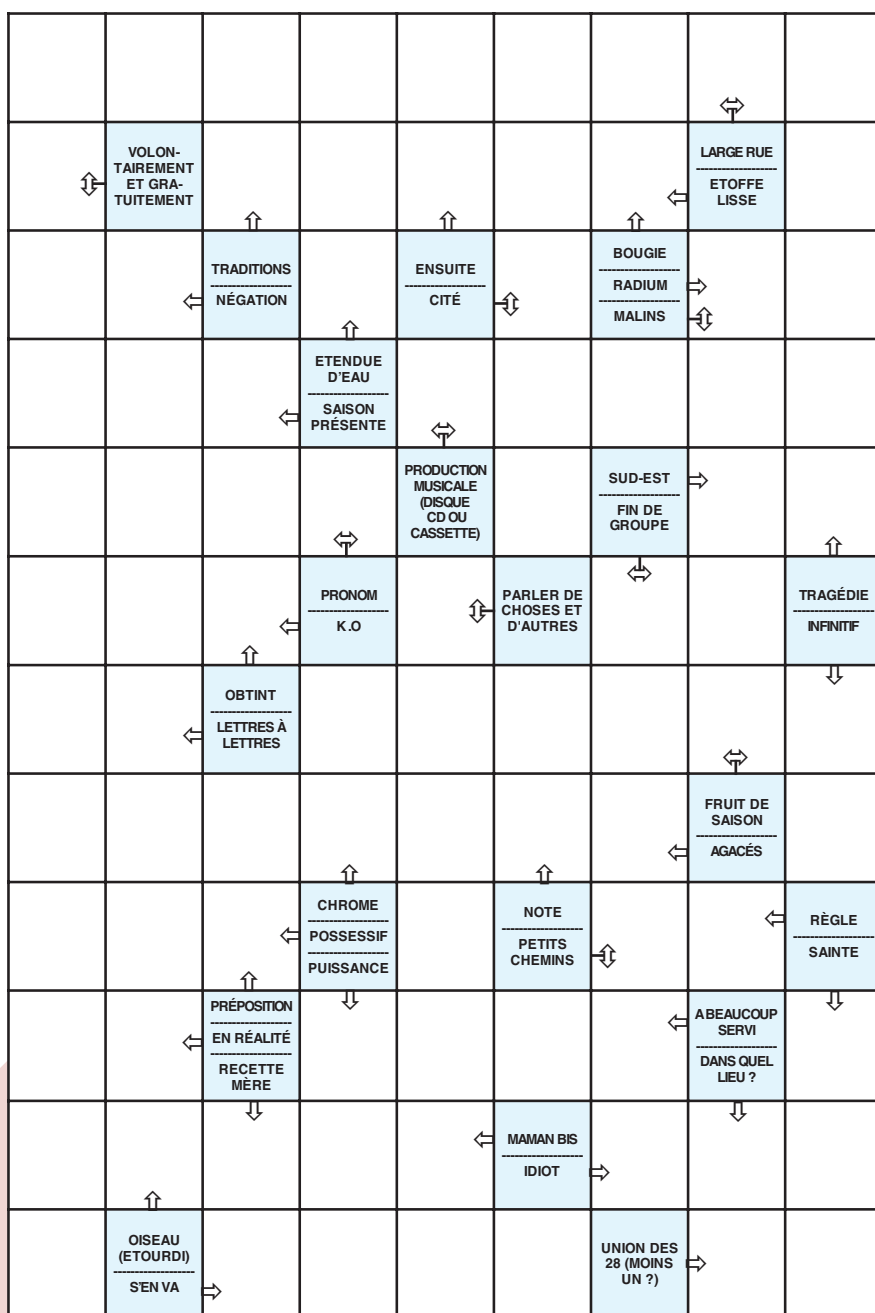 VOLON-
TAIREMENT
ET GRA-
TUITEMENT
LARGE RUE
ETOFFE
LISSE
TRADITIONS
NÉGATION
ENSUITE
CITÉ
BOUGIE
RADIUM
MALINS
ETENDUE
D'EAU
SAISON
PRÉSENTE
PRODUCTION
MUSICALE
(DISQUE
CD OU
CASSETTE)
SUD-EST
FIN DE
GROUPE
PRONOM
K.O
PARLER DE
CHOSES ET
D'AUTRES
TRAGÉDIE
INFINITIF
OBTINT
LETTRES À
LETTRES
FRUIT DE
SAISON
AGACÉS
CHROME
POSSESSIF
PUISSANCE
NOTE
PETITS
CHEMINS
RÈGLE
SAINTE
PRÉPOSITION
EN RÉALITÉ
RECETTE
MÈRE
A BEAUCOUP
SERVI
DANS QUEL
LIEU ?
MAMAN BIS
IDIOT
OISEAU
(ETOURDI)
S'EN VA
UNION DES
28 (MOINS
UN ?)